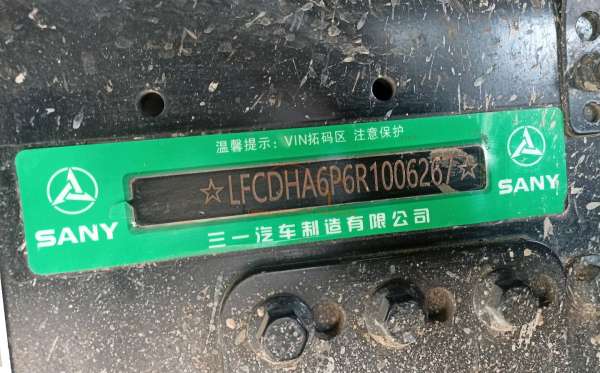 温馨提示：VIN拓码区 注意保护
☆LFCDHA6P6R1006267☆
SANY
SANY
三一汽车制造有限公司